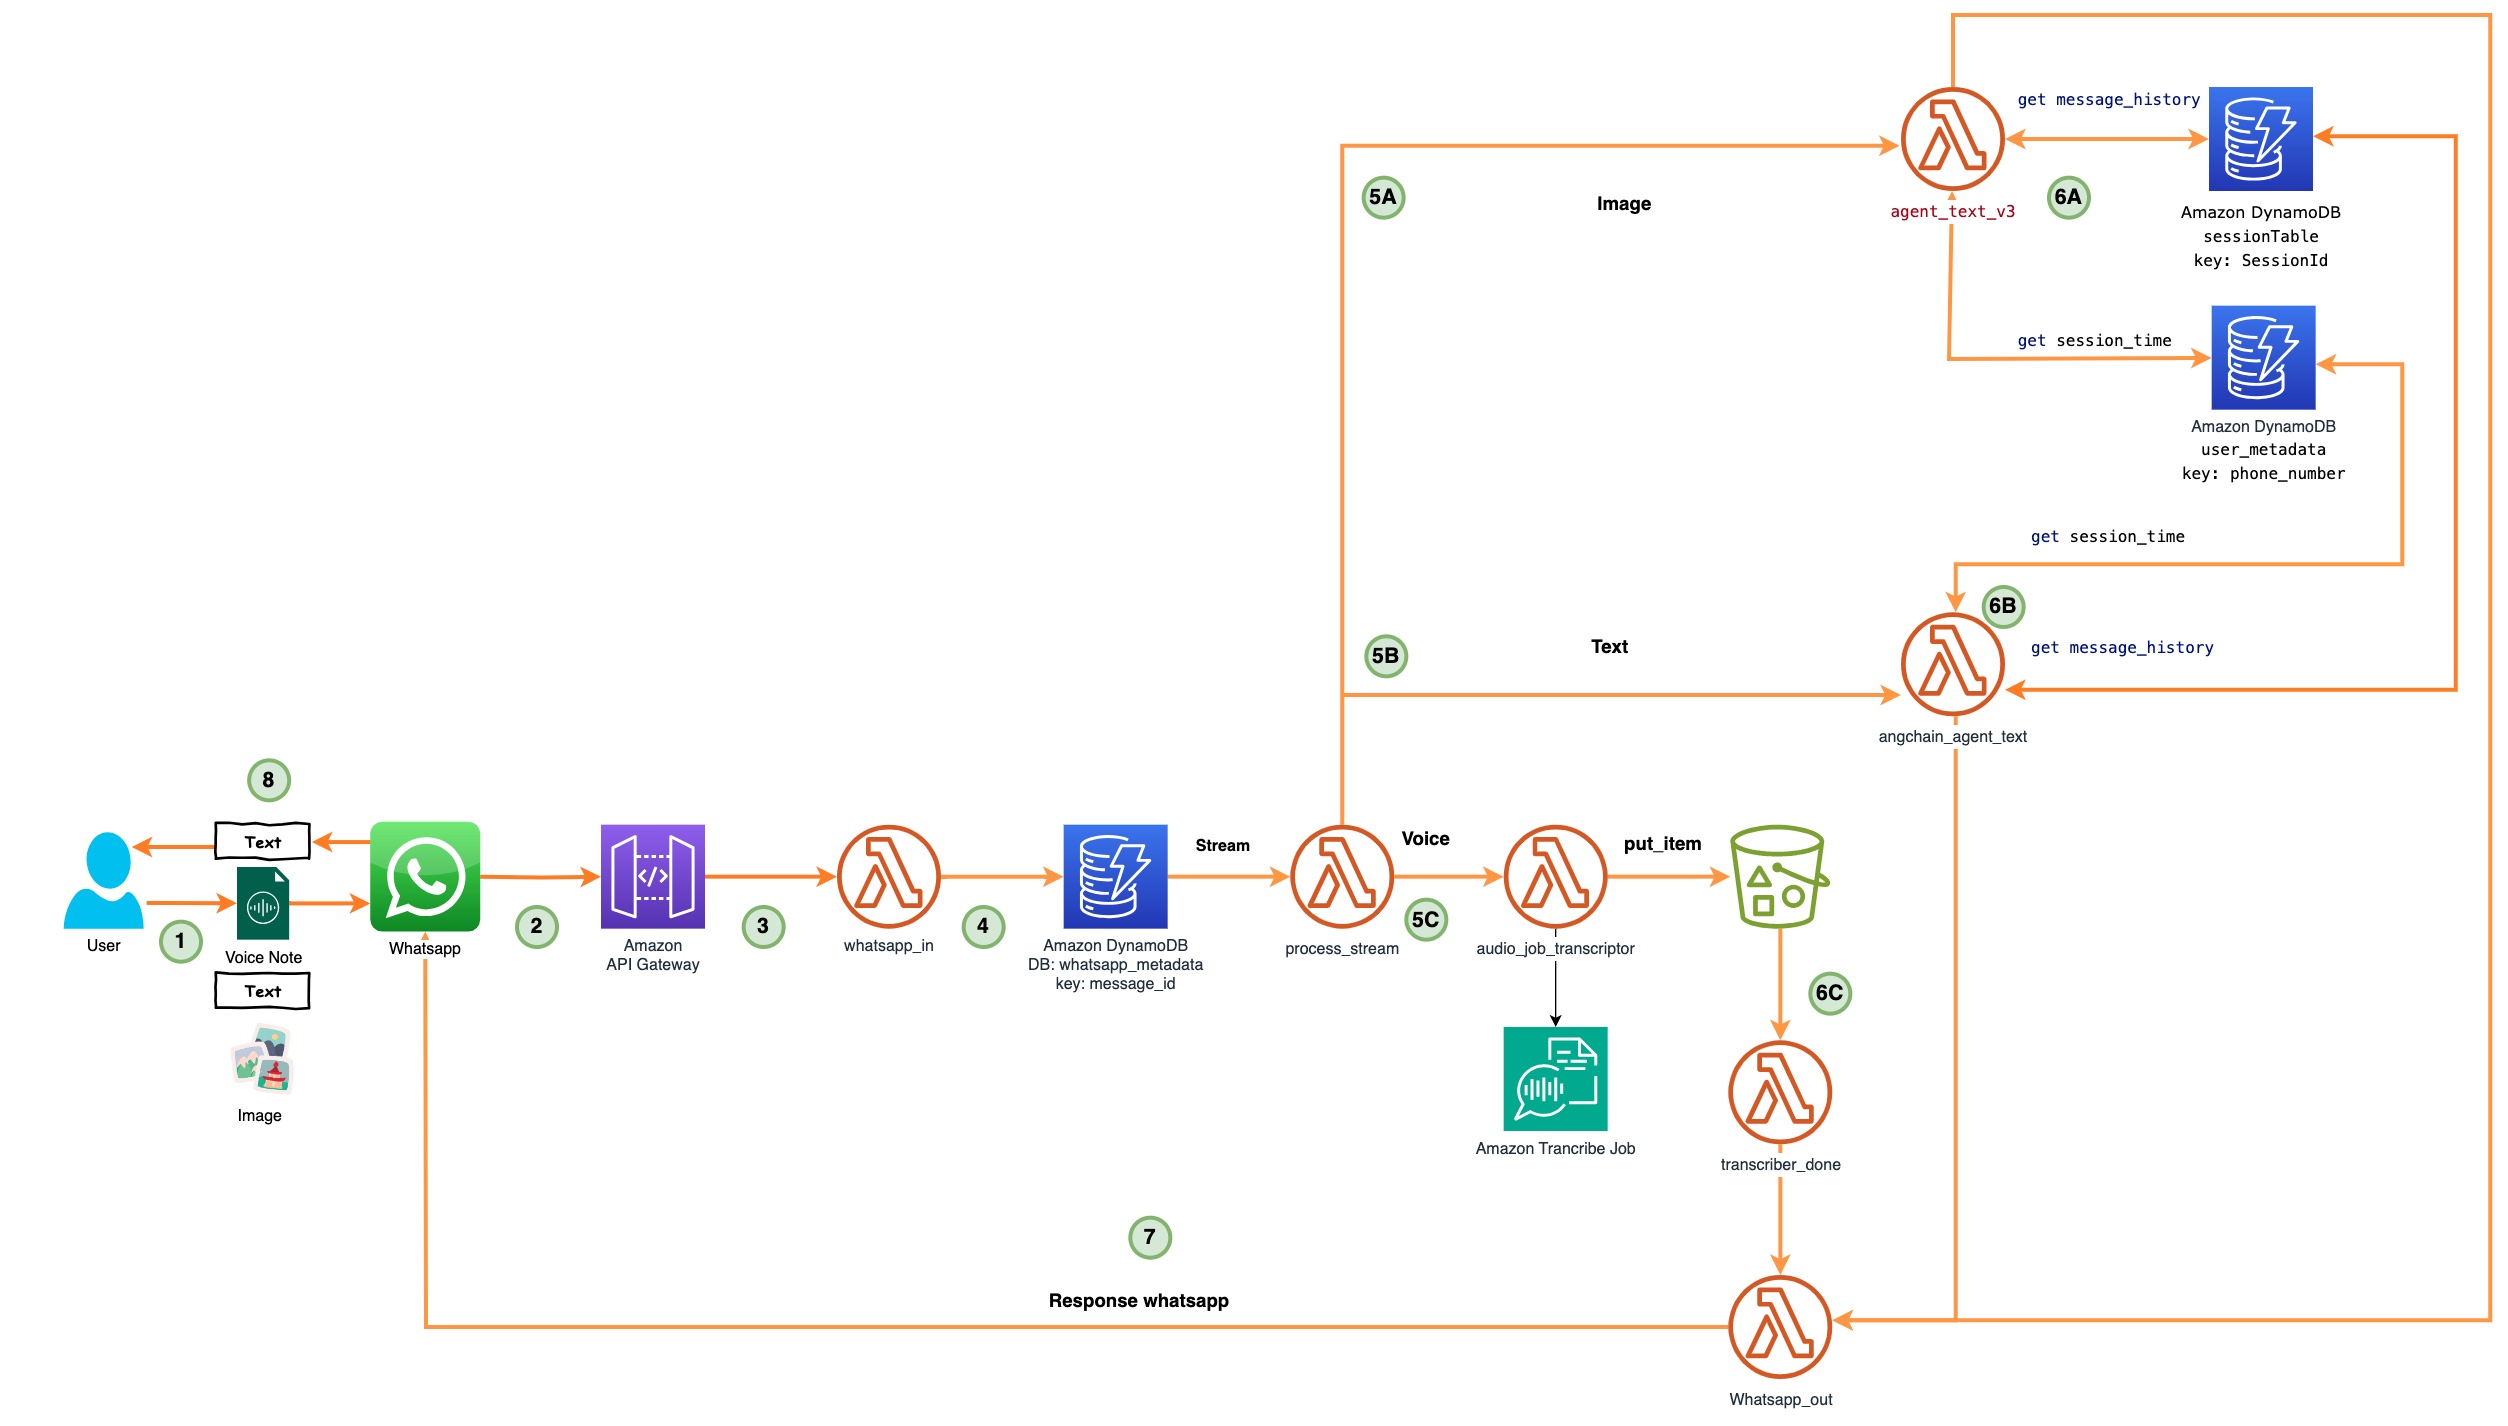 get message_history
5A
Image
agent_text_v3
6A
Amazon DynamoDB
sessionTable
key: SessionId
get session_time
Amazon DynamoDB
user_metadata
key: phone_number
get session_time
6B
5B
Text
get message_history
angchain_agent_text
8
Text
User
1
Voice Note
Text
Image
Whatsapp
2
Amazon
API Gateway
3
whatsapp_in
4
Amazon DynamoDB
DB: whatsapp_metadata
key: message_id
Stream
process_stream
Voice
5C
audio_job_transcriptor
put_item
Amazon Trancribe Job
6C
transcriber_done
7
Response whatsapp
Whatsapp_out